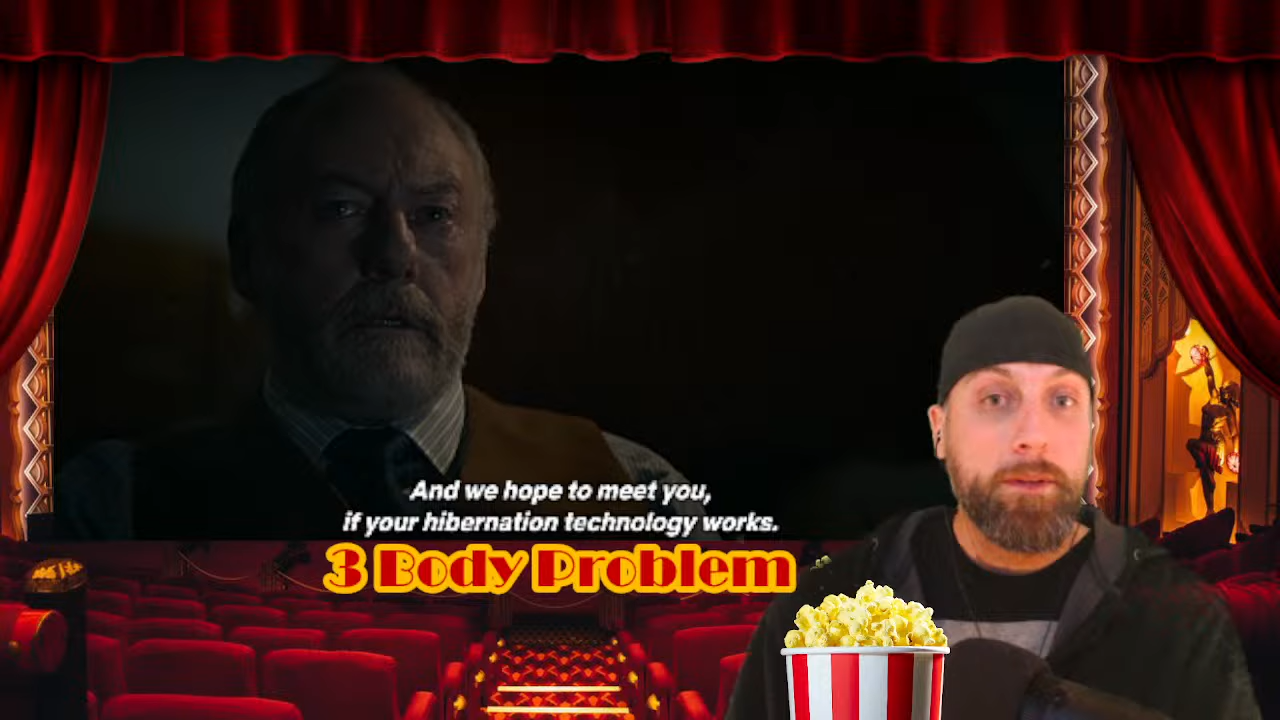 And we hope to meet you,
if your hibernation technology works.
3 Body Problem